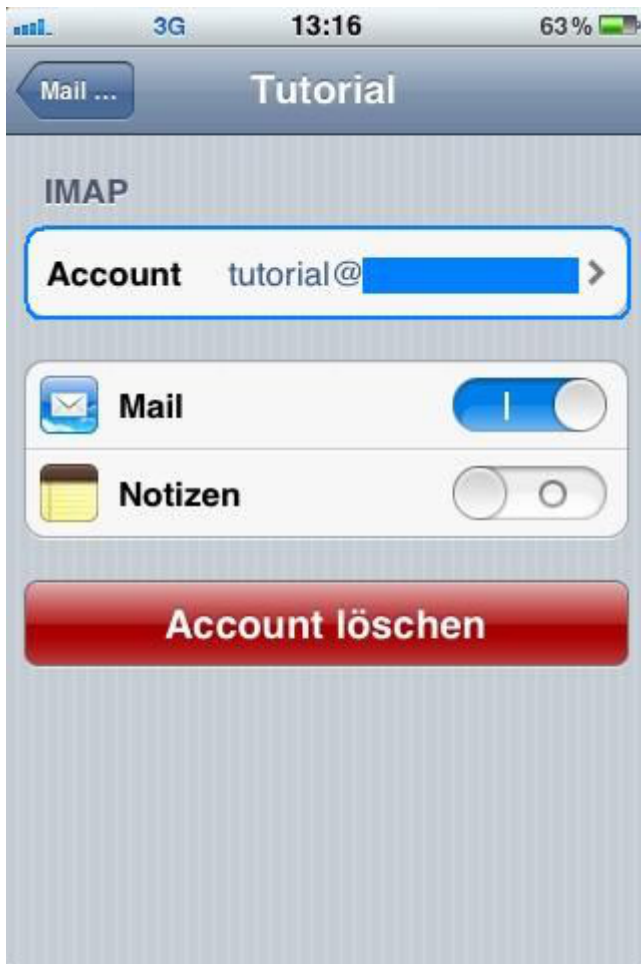 3G 13:16 63 %
Mail ... Tutorial
IMAP
Account tutorial@
Mail
Notizen
Account löschen